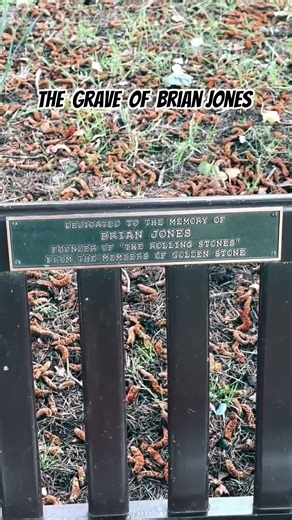 THE GRAVE OF BRIAN JONES
DEDICATED TO THE MEMORY OF
BRIAN JONES
FOUNDER OF "THE ROLLING STONES"
FROM THE MEMBERS OF GOLDEN STONE